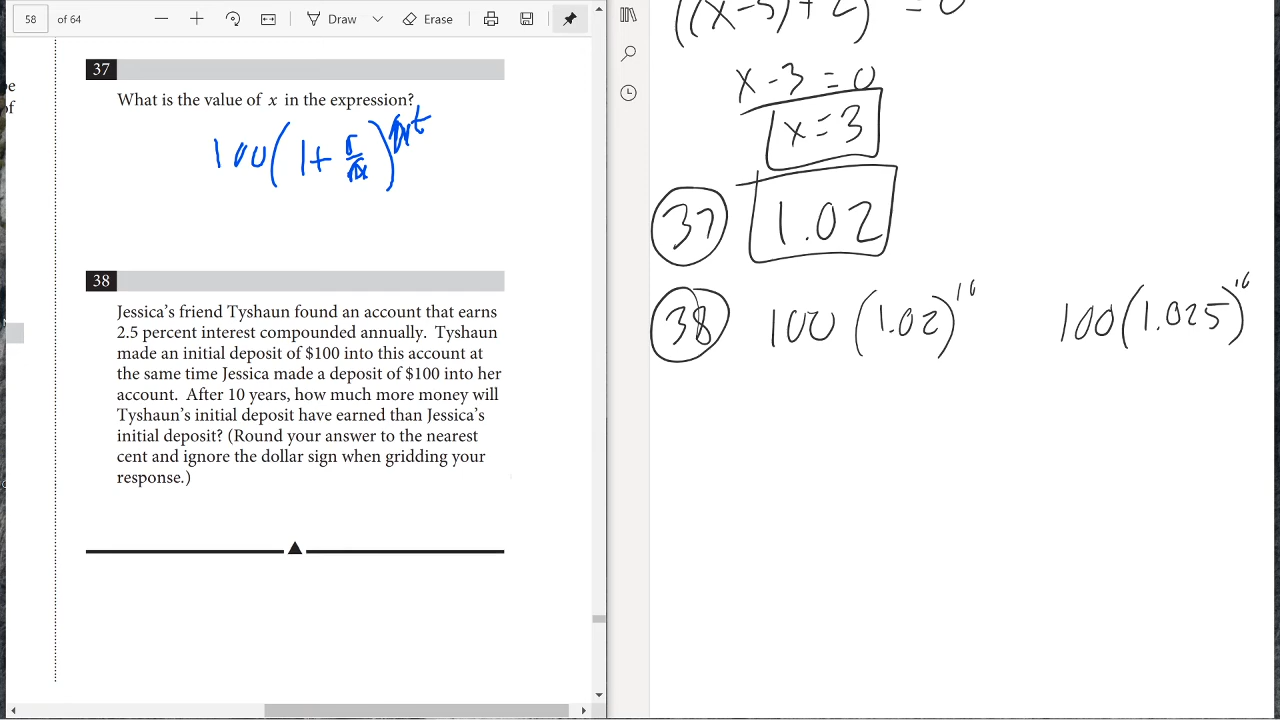 58 of 64 Draw Erase
be
of
37
What is the value of x in the expression?
100(1+r/n)^nt
38
Jessica's friend Tyshaun found an account that earns
2.5 percent interest compounded annually. Tyshaun
made an initial deposit of $100 into this account at
the same time Jessica made a deposit of $100 into her
account. After 10 years, how much more money will
Tyshaun's initial deposit have earned than Jessica's
initial deposit? (Round your answer to the nearest
cent and ignore the dollar sign when gridding your
response.)
x-3=0
x=3
37 1.02
38 100(1.02)^10 100(1.025)^10